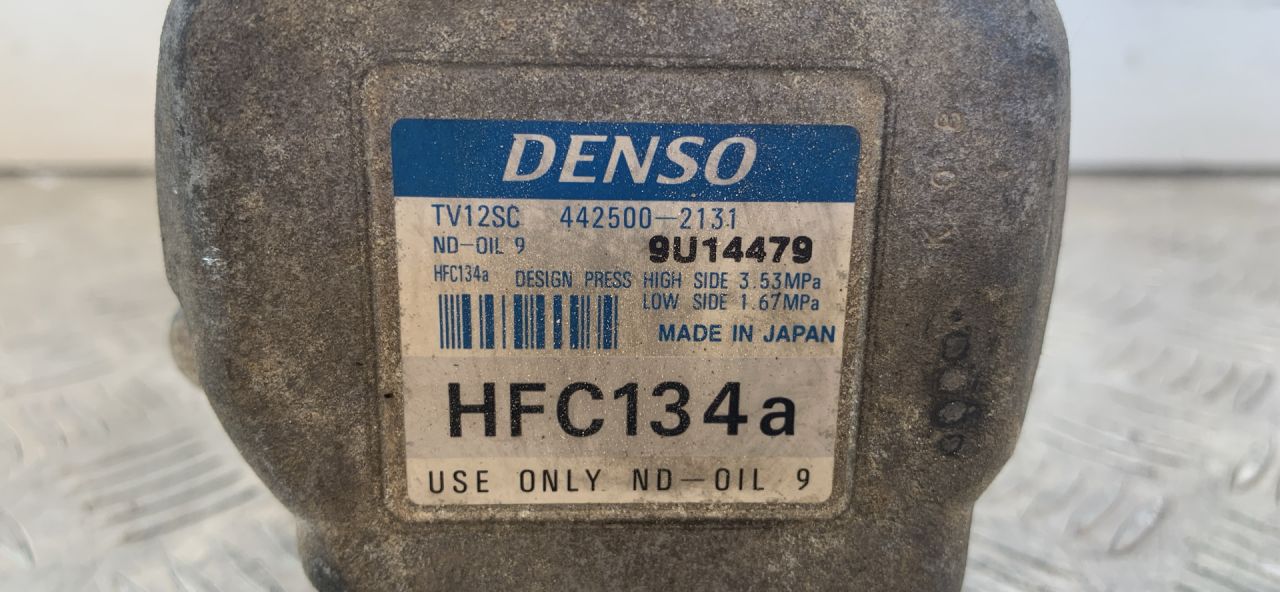 DENSO
TV12SC 442500-2131
ND-OIL 9 9U14479
HFC134a DESIGN PRESS HIGH SIDE 3.53MPa
LOW SIDE 1.67MPa
MADE IN JAPAN
HFC134a
USE ONLY ND-OIL 9